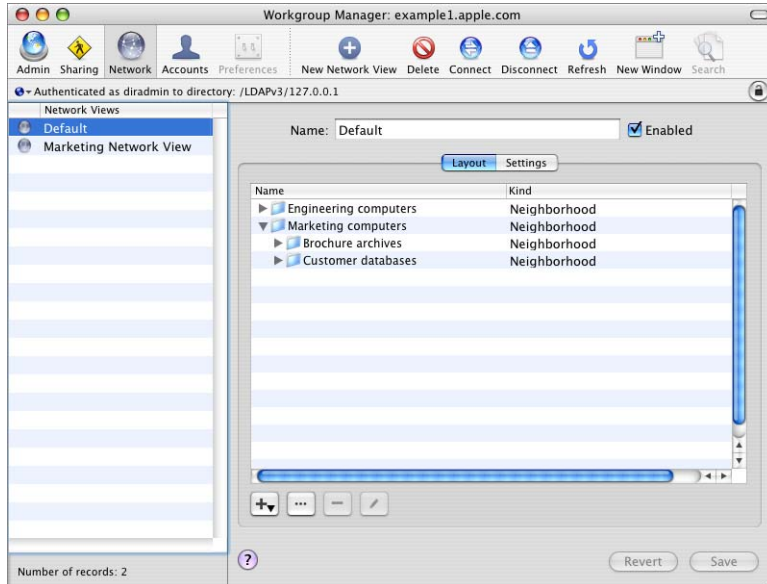 Workgroup Manager: example1.apple.com
Admin Sharing Network Accounts Preferences New Network View Delete Connect Disconnect Refresh New Window Search
Authenticated as diradmin to directory: /LDAPv3/127.0.0.1
Network Views
Default
Marketing Network View
Name: Default Enabled
Layout Settings
Name Kind
Engineering computers Neighborhood
Marketing computers Neighborhood
Brochure archives Neighborhood
Customer databases Neighborhood
Number of records: 2
? Revert Save